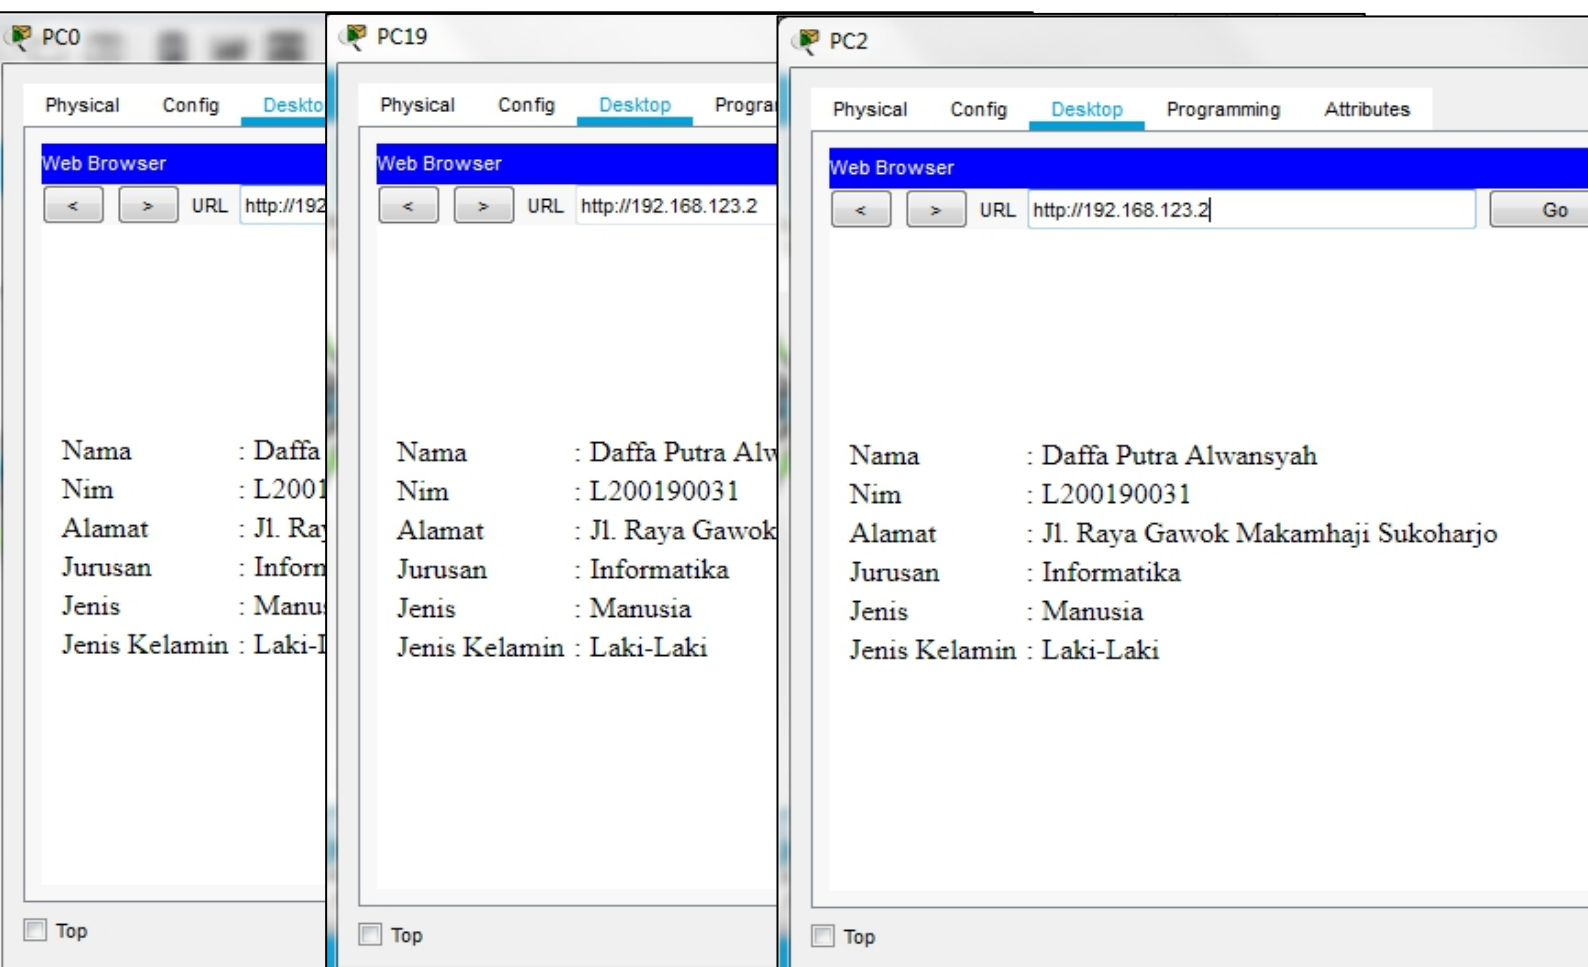 PC0
Physical Config Deskto
Web Browser
< > URL http://192
Nama : Daffa
Nim : L2001
Alamat : Jl. Ray
Jurusan : Inform
Jenis : Manus
Jenis Kelamin : Laki-L
Top
PC19
Physical Config Desktop Progra
Web Browser
< > URL http://192.168.123.2
Nama : Daffa Putra Alw
Nim : L200190031
Alamat : Jl. Raya Gawok
Jurusan : Informatika
Jenis : Manusia
Jenis Kelamin : Laki-Laki
Top
PC2
Physical Config Desktop Programming Attributes
Web Browser
< > URL http://192.168.123.2 Go
Nama : Daffa Putra Alwansyah
Nim : L200190031
Alamat : Jl. Raya Gawok Makamhaji Sukoharjo
Jurusan : Informatika
Jenis : Manusia
Jenis Kelamin : Laki-Laki
Top